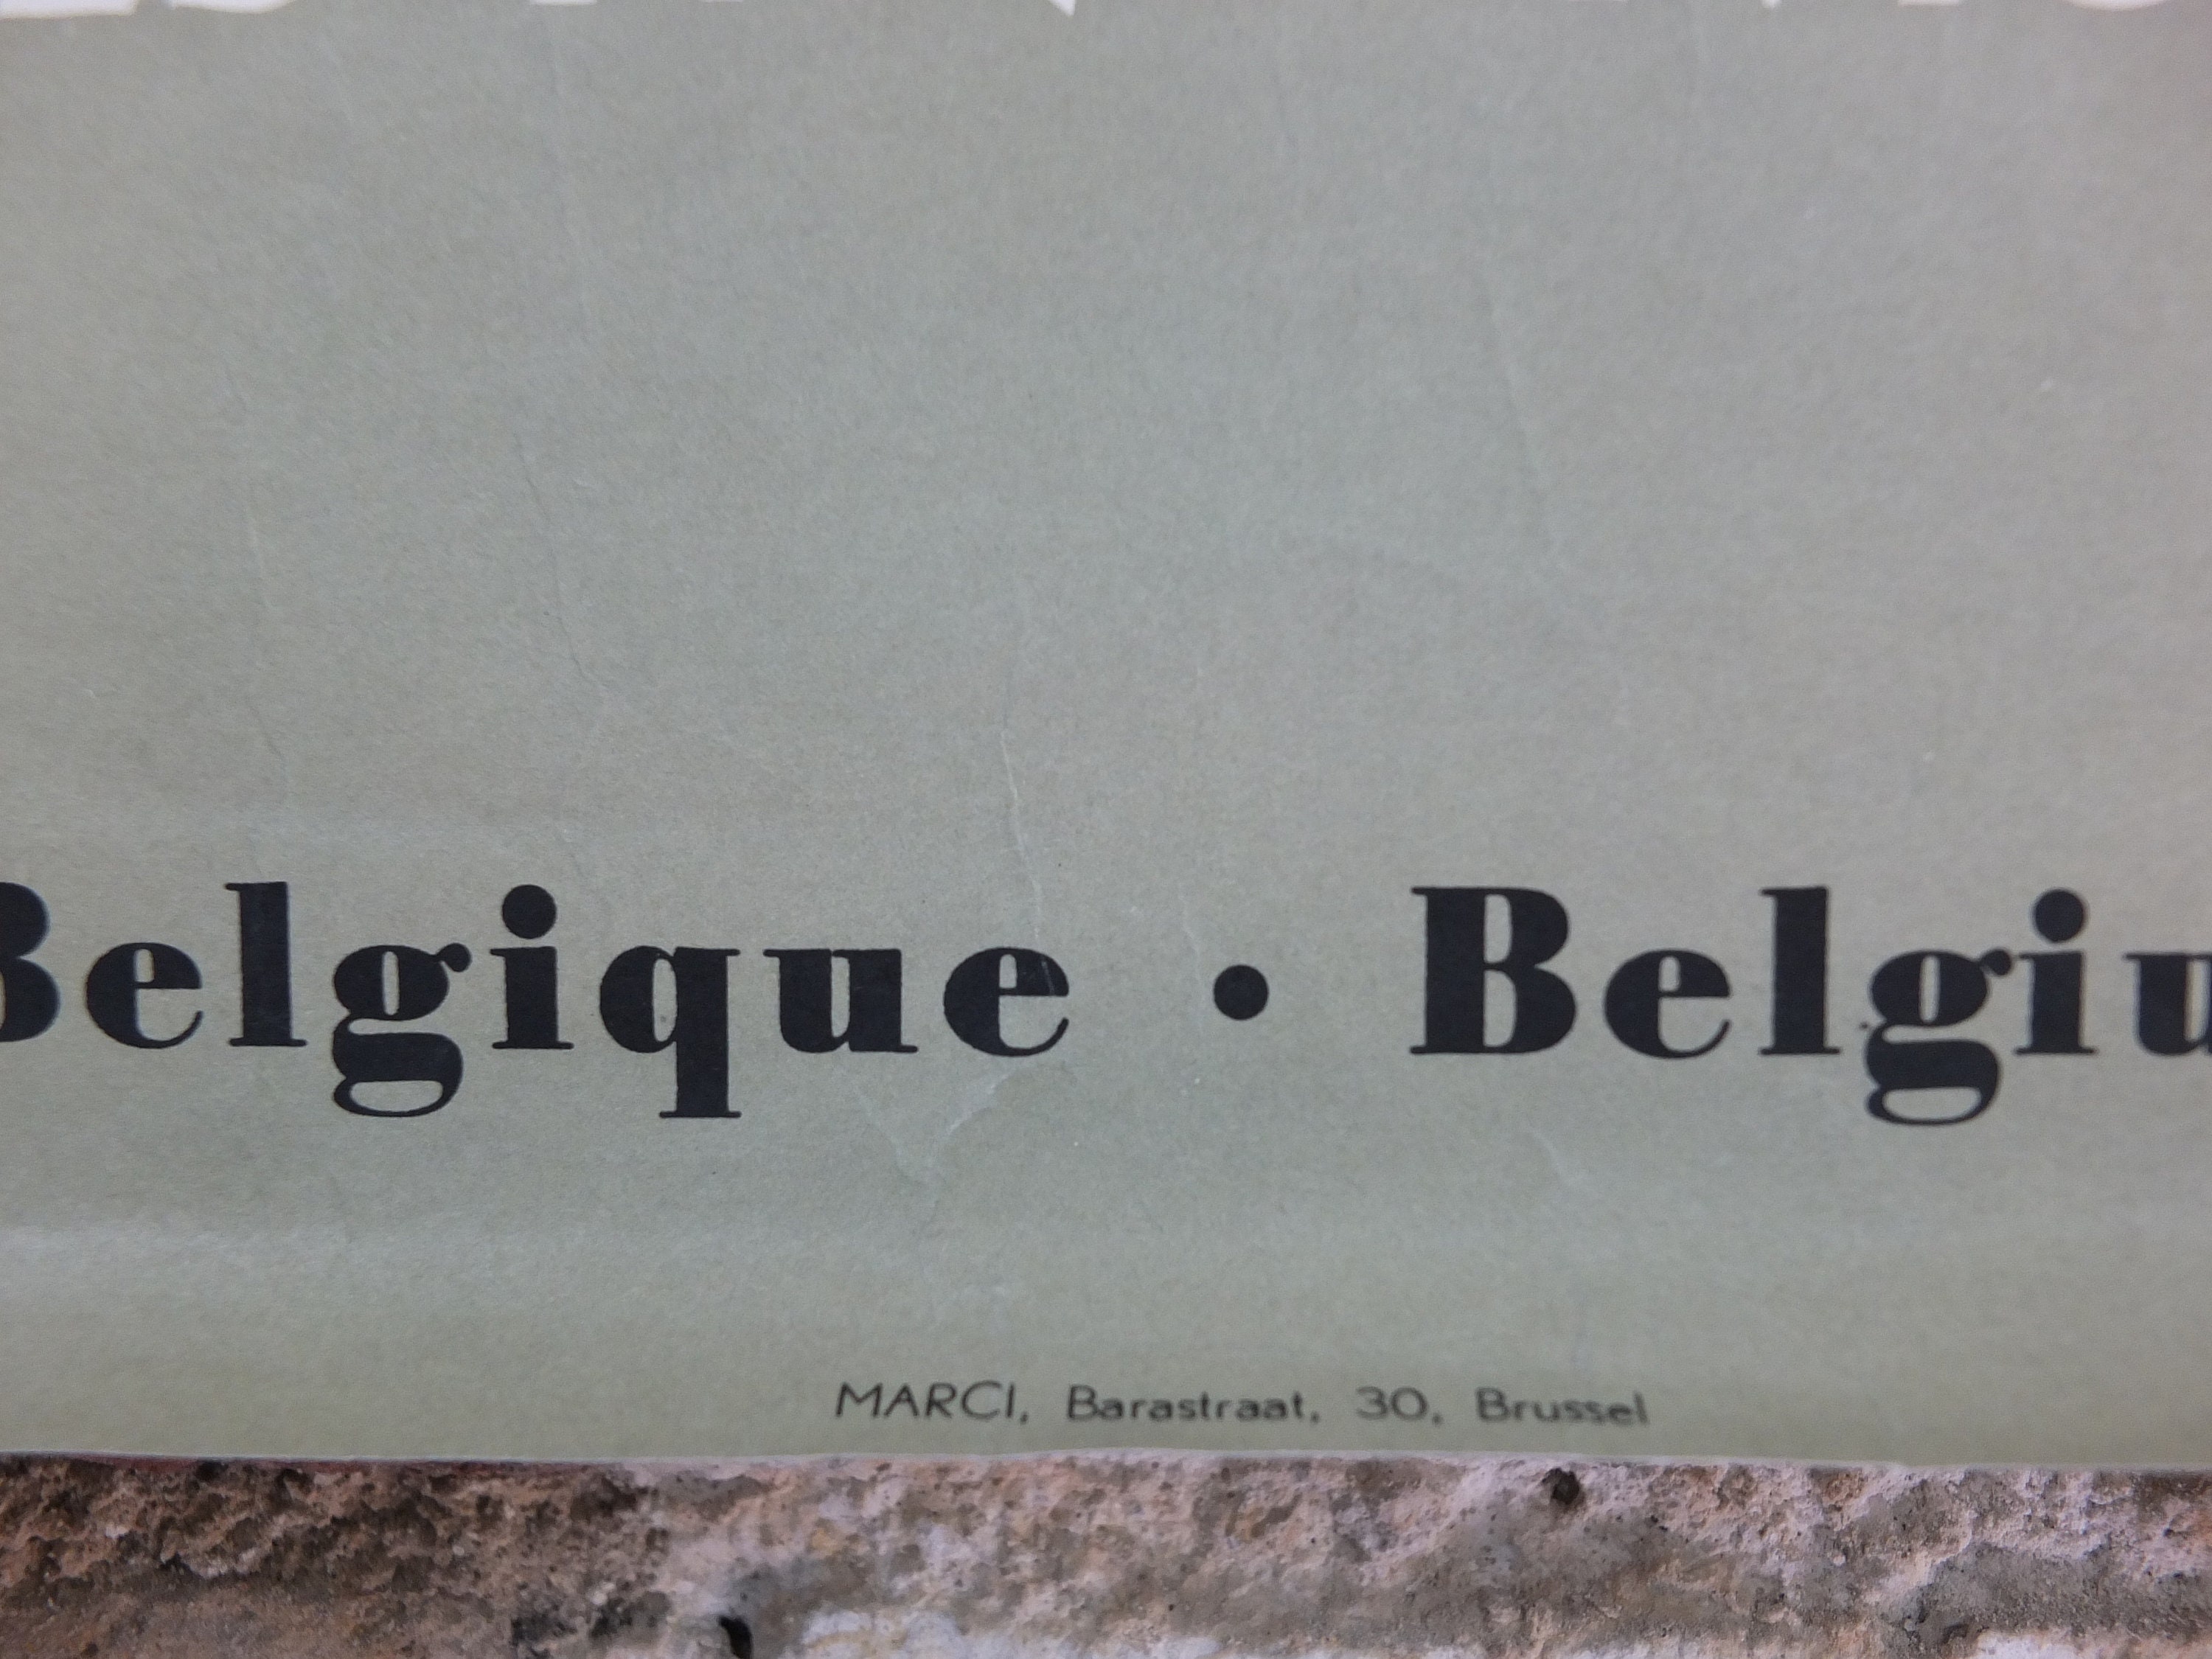 Belgique • Belgiu
MARCI, Barastraat, 30, Brussel